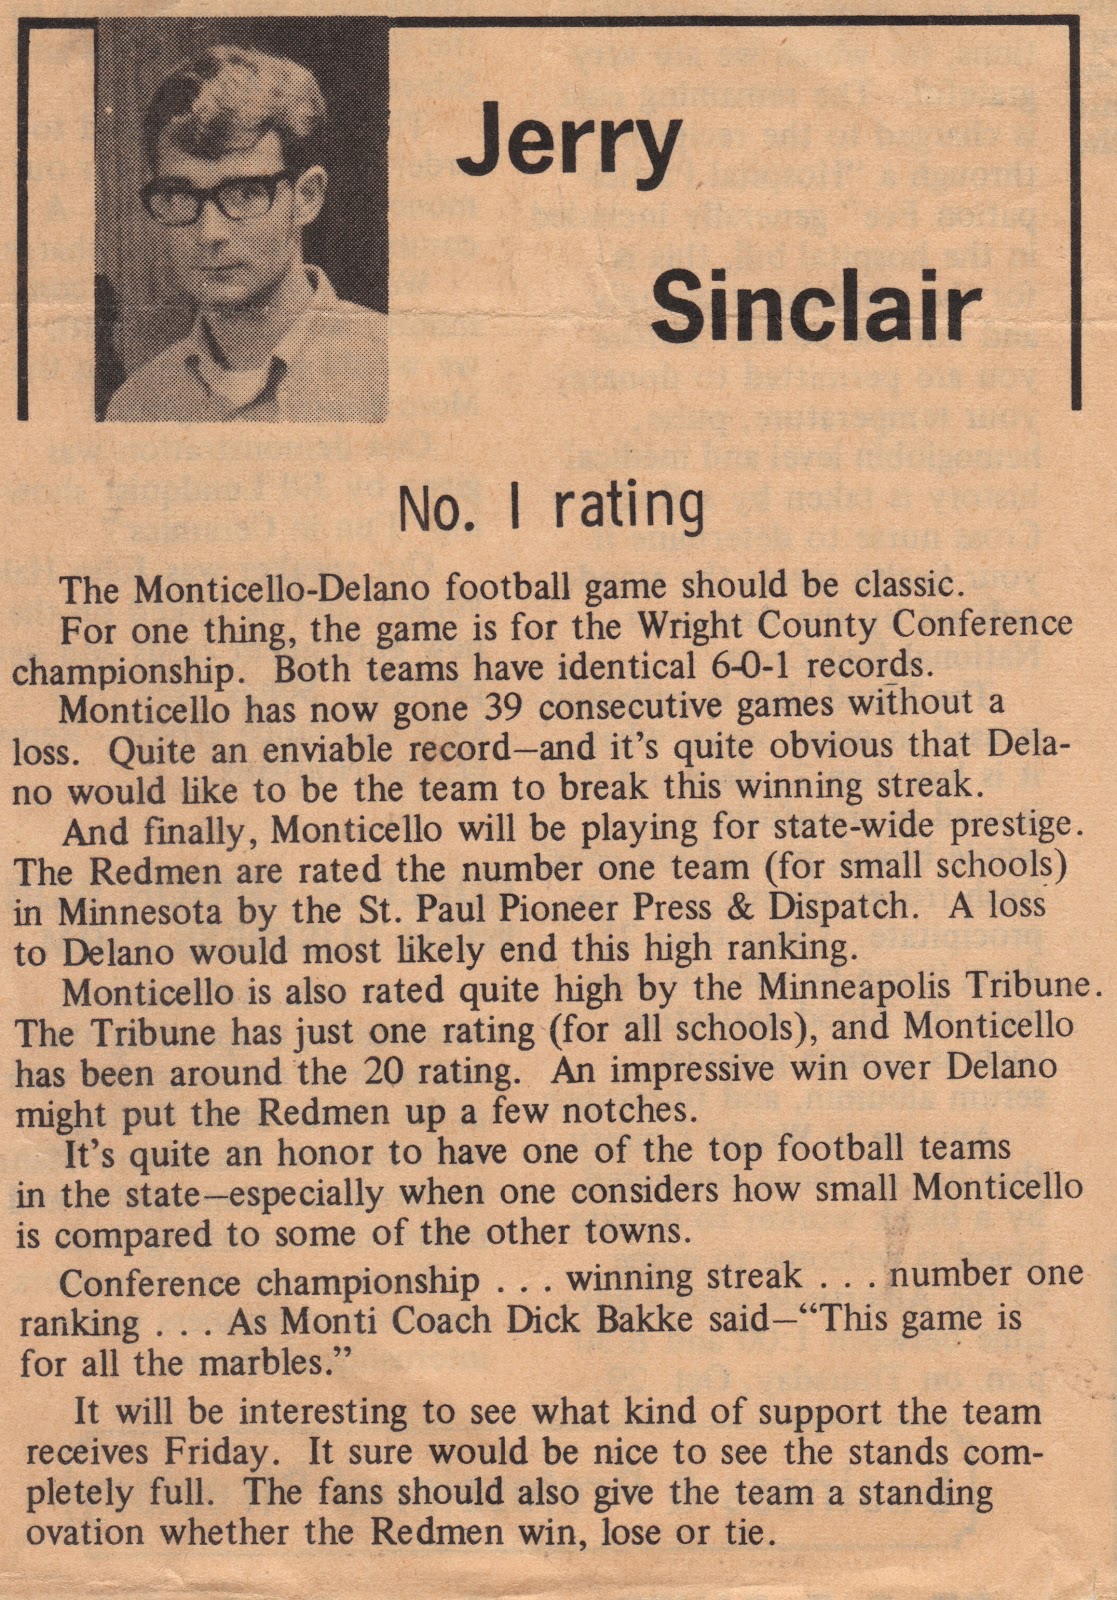 Jerry
Sinclair
No. 1 rating
The Monticello-Delano football game should be classic.
For one thing, the game is for the Wright County Conference
championship. Both teams have identical 6-0-1 records.
Monticello has now gone 39 consecutive games without a
loss. Quite an enviable record—and it's quite obvious that Dela-
no would like to be the team to break this winning streak.
And finally, Monticello will be playing for state-wide prestige.
The Redmen are rated the number one team (for small schools)
in Minnesota by the St. Paul Pioneer Press & Dispatch. A loss
to Delano would most likely end this high ranking.
Monticello is also rated quite high by the Minneapolis Tribune.
The Tribune has just one rating (for all schools), and Monticello
has been around the 20 rating. An impressive win over Delano
might put the Redmen up a few notches.
It's quite an honor to have one of the top football teams
in the state—especially when one considers how small Monticello
is compared to some of the other towns.
Conference championship . . . winning streak . . . number one
ranking . . . As Monti Coach Dick Bakke said—“This game is
for all the marbles.”
It will be interesting to see what kind of support the team
receives Friday. It sure would be nice to see the stands com-
pletely full. The fans should also give the team a standing
ovation whether the Redmen win, lose or tie.